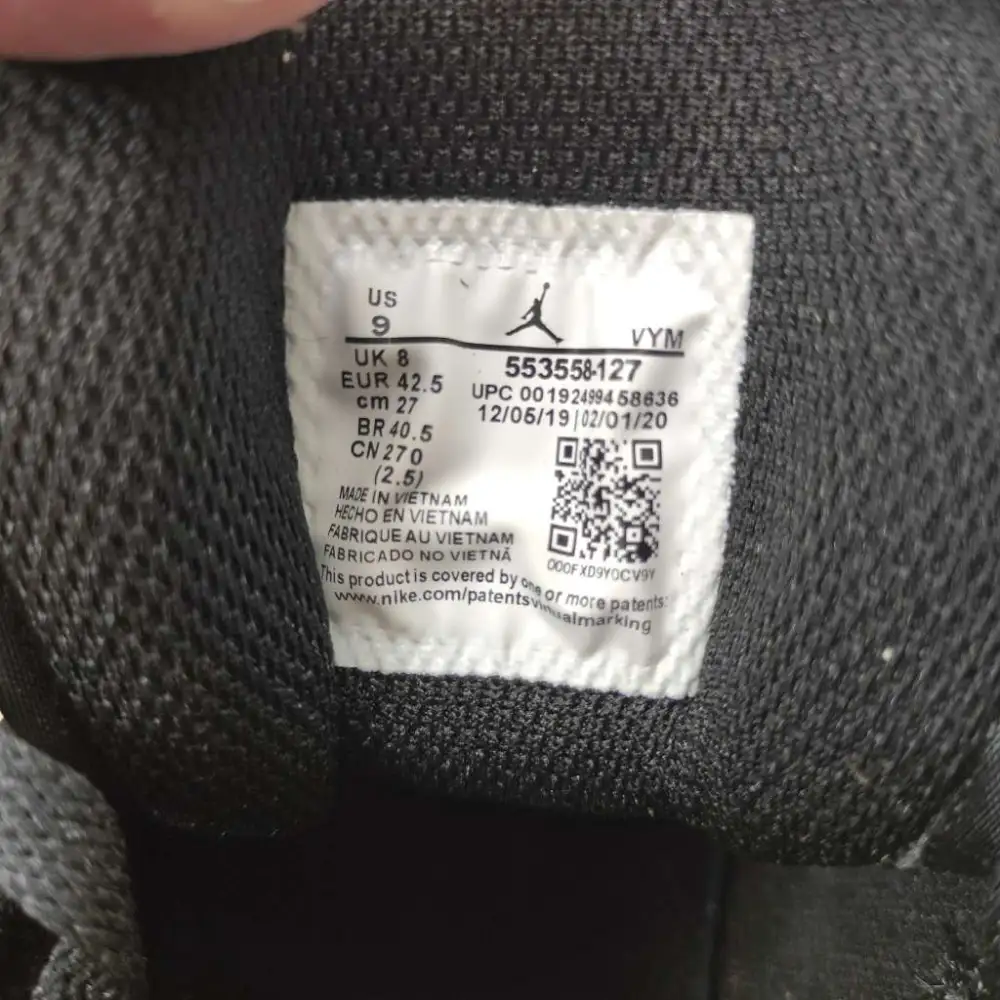 US
9
VYM
UK 8
EUR 42.5
cm 27
BR 40.5
CN 270
(2.5)
553558-127
UPC 00192499458636
12/05/19|02/01/20
MADE IN VIETNAM
HECHO EN VIETNAM
FABRIQUE AU VIETNAM
FABRICADO NO VIETNÃ
000FXD9Y0CV9Y
This product is covered by one or more patents:
www.nike.com/patentsvirtualmarking